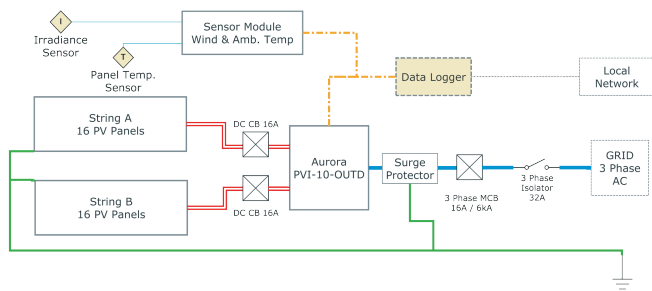 I
Irradiance
Sensor
T
Panel Temp.
Sensor
Sensor Module
Wind & Amb. Temp
Data Logger
Local
Network
String A
16 PV Panels
DC CB 16A
Aurora
PVI-10-OUTD
Surge
Protector
3 Phase MCB
16A / 6kA
3 Phase
Isolator
32A
GRID
3 Phase
AC
String B
16 PV Panels
DC CB 16A